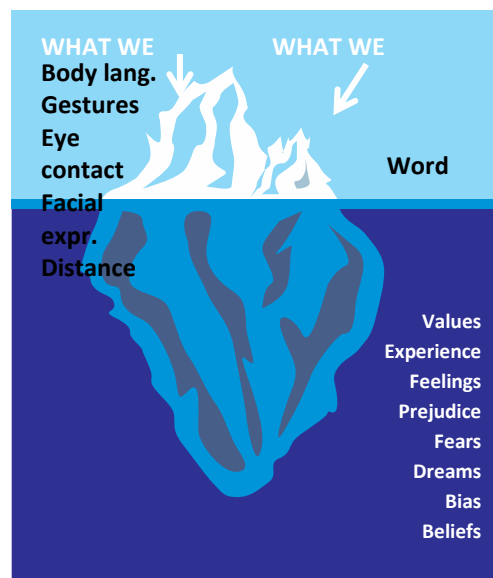 WHAT WE
WHAT WE
Body lang.
Gestures
Eye
contact
Facial
expr.
Distance
Word
Values
Experience
Feelings
Prejudice
Fears
Dreams
Bias
Beliefs